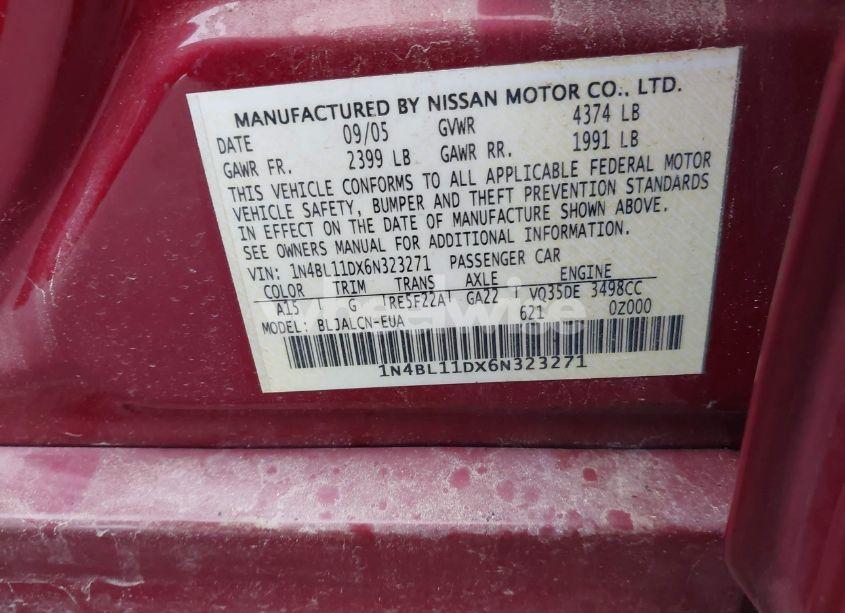 MANUFACTURED BY NISSAN MOTOR CO., LTD.
DATE 09/05 GVWR 4374 LB
GAWR FR. 2399 LB GAWR RR. 1991 LB
THIS VEHICLE CONFORMS TO ALL APPLICABLE FEDERAL MOTOR
VEHICLE SAFETY, BUMPER AND THEFT PREVENTION STANDARDS
IN EFFECT ON THE DATE OF MANUFACTURE SHOWN ABOVE.
SEE OWNERS MANUAL FOR ADDITIONAL INFORMATION.
VIN: 1N4BL11DX6N323271 PASSENGER CAR
COLOR TRIM TRANS AXLE ENGINE
A15 G RE5F22A GA22 VQ35DE 3498CC
MODEL: BLJALCN-EUA 621 0Z000
wheelwise
1N4BL11DX6N323271